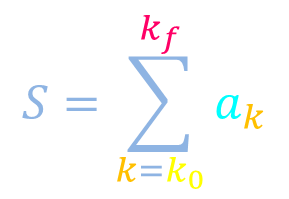 S = ∑_{k=k_0}^{k_f} a_k